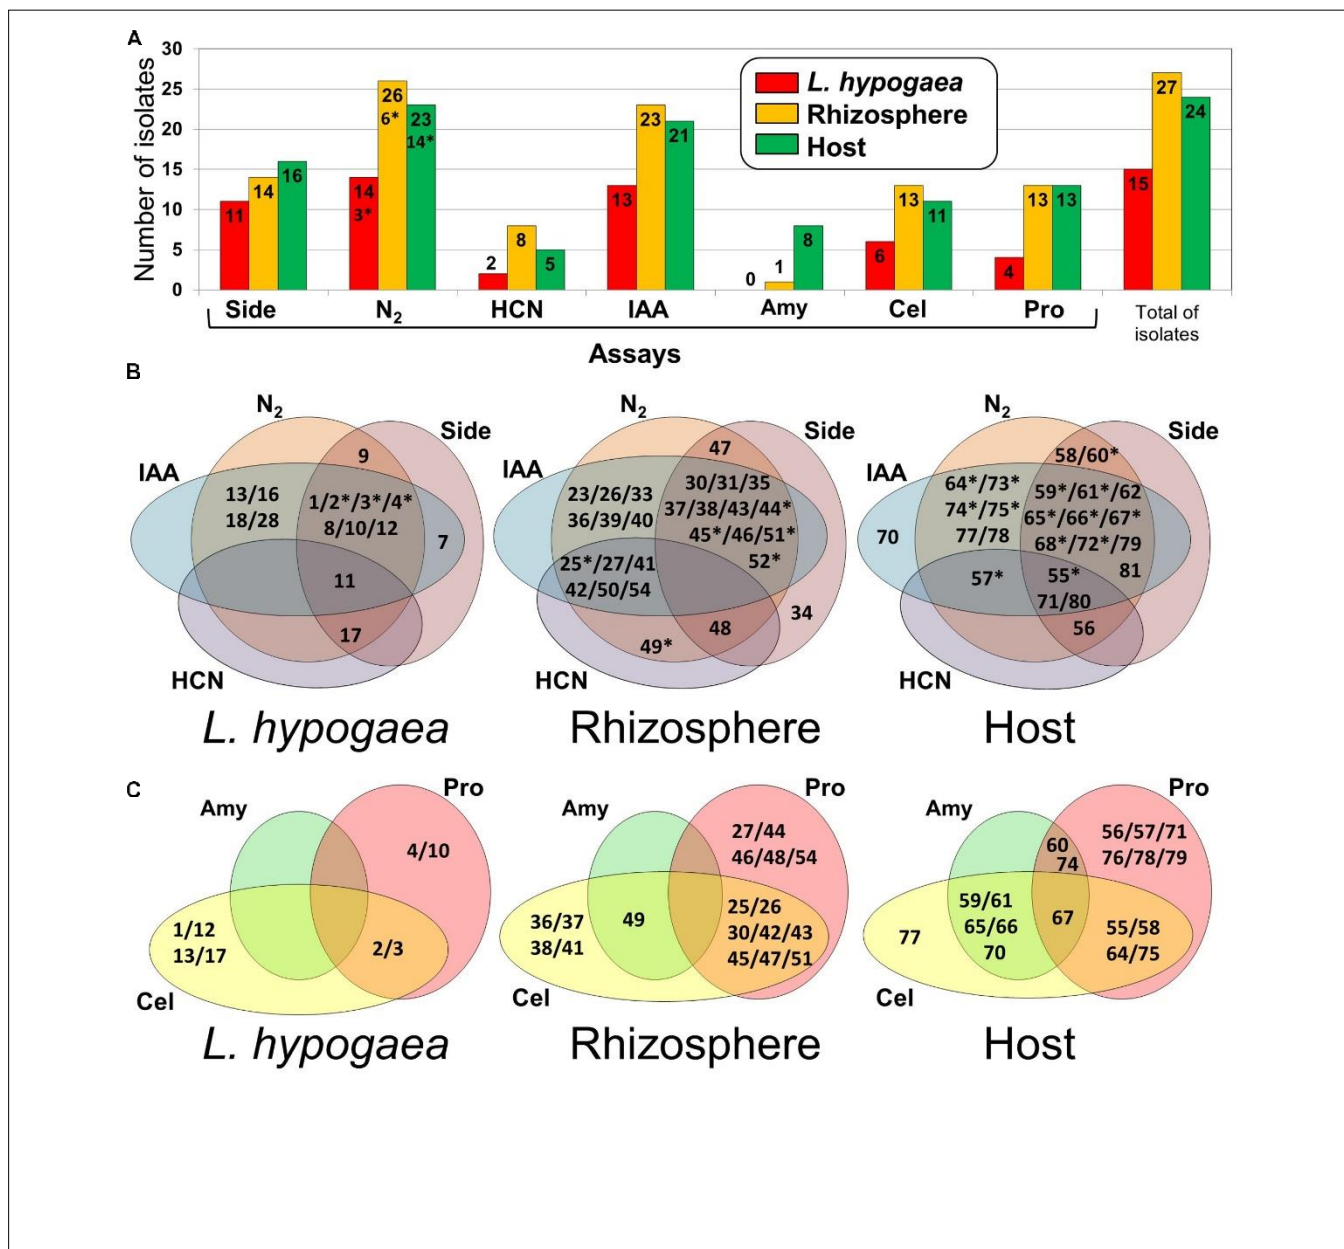 A
Number of isolates
30
25
20
15
10
5
0
L. hypogaea
Rhizosphere
Host
11
14
16
14
3*
26
6*
23
14*
2
8
5
13
23
21
0
1
8
6
13
11
4
13
13
15
27
24
Side
N2
HCN
IAA
Amy
Cel
Pro
Total of
isolates
Assays
B
N2
Side
IAA
9
13/16
18/28
1/2*/3*/4*
8/10/12
7
11
17
HCN
L. hypogaea
N2
Side
IAA
47
23/26/33
36/39/40
30/31/35
37/38/43/44*
45*/46/51*
52*
25*/27/41
42/50/54
34
48
49*
HCN
Rhizosphere
N2
Side
IAA
58/60*
64*/73*
74*/75*
77/78
59*/61*/62
65*/66*/67*
68*/72*/79
81
70
57*
55*
71/80
56
HCN
Host
C
Amy
Pro
4/10
1/12
13/17
2/3
Cel
L. hypogaea
Amy
Pro
27/44
46/48/54
36/37
38/41
49
25/26
30/42/43
45/47/51
Cel
Rhizosphere
Amy
Pro
60
74
56/57/71
76/78/79
59/61
65/66
70
67
55/58
64/75
77
Cel
Host